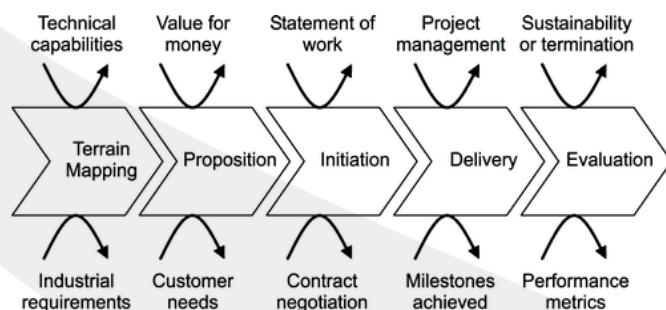 Technical
capabilities
Value for
money
Statement of
work
Project
management
Sustainability
or termination
Terrain
Mapping
Proposition
Initiation
Delivery
Evaluation
Industrial
requirements
Customer
needs
Contract
negotiation
Milestones
achieved
Performance
metrics